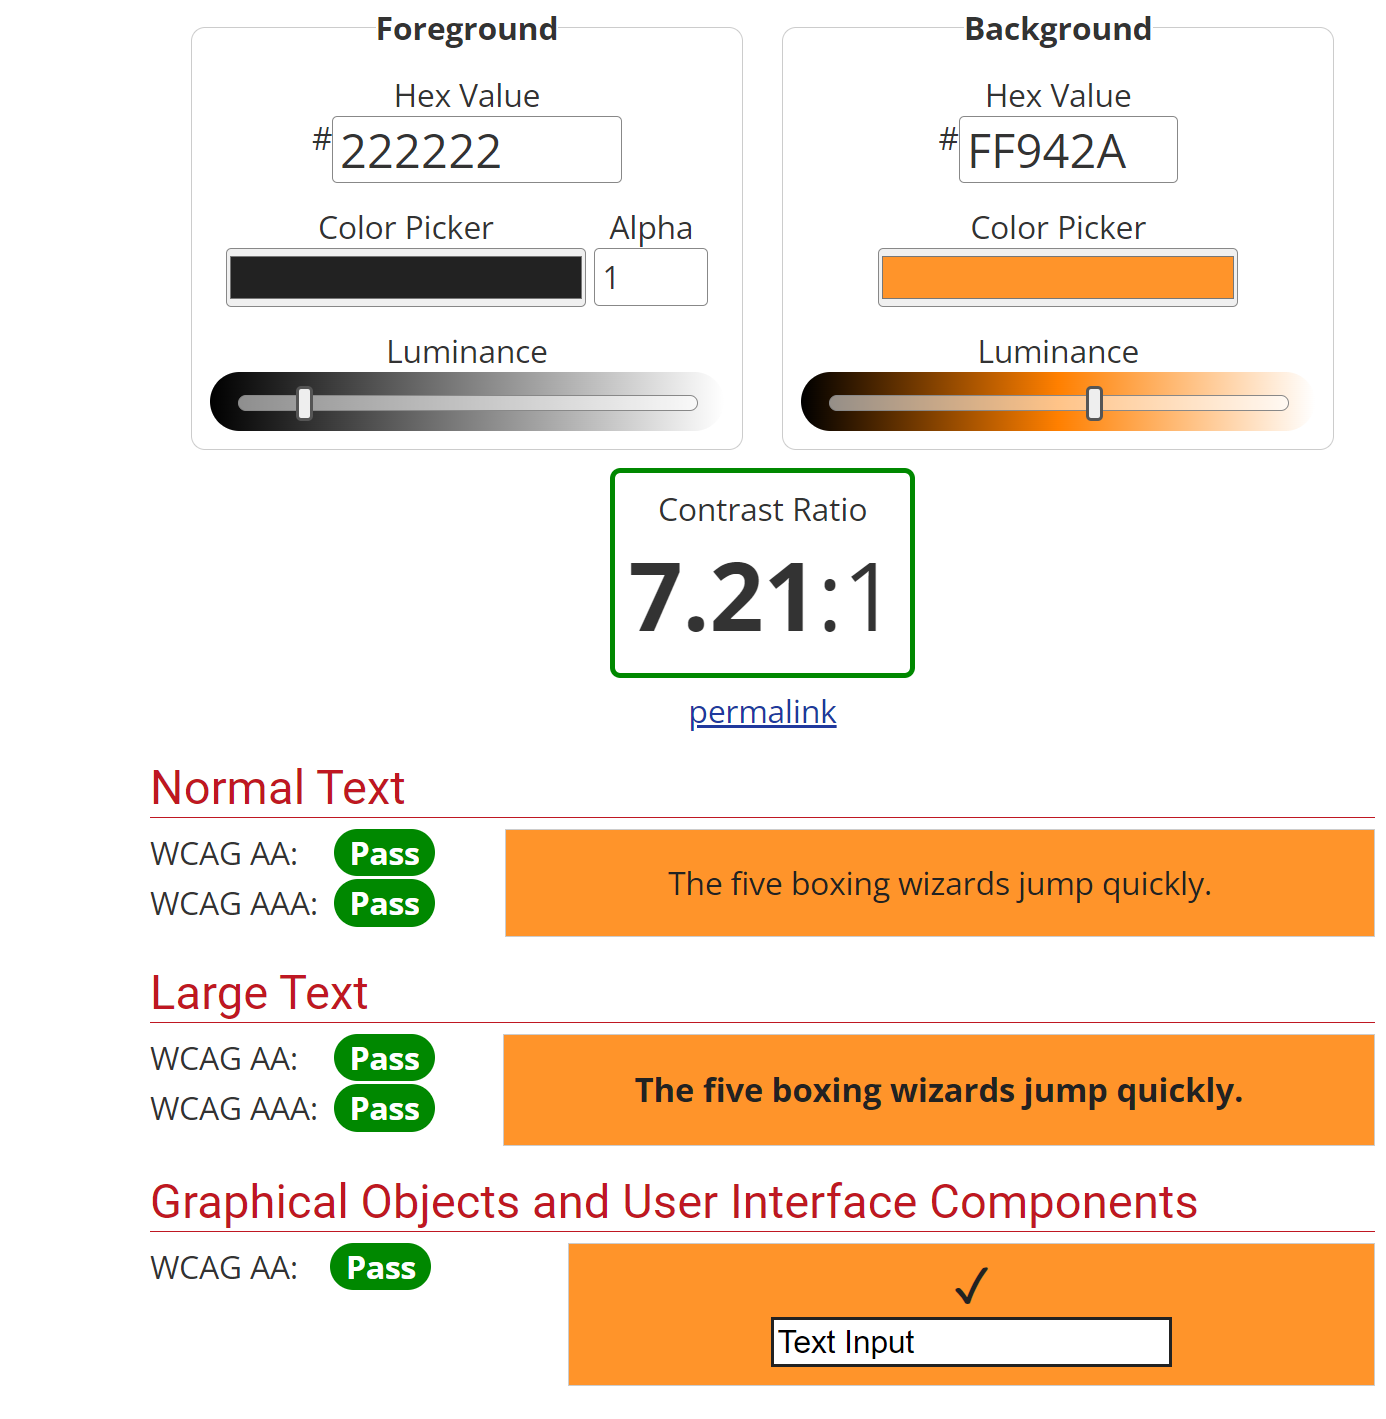 Foreground
Hex Value
#222222
Color Picker Alpha
1
Luminance
Background
Hex Value
#FF942A
Color Picker
Luminance
Contrast Ratio
7.21:1
permalink
Normal Text
WCAG AA: Pass
WCAG AAA: Pass
The five boxing wizards jump quickly.
Large Text
WCAG AA: Pass
WCAG AAA: Pass
The five boxing wizards jump quickly.
Graphical Objects and User Interface Components
WCAG AA: Pass
✓
Text Input